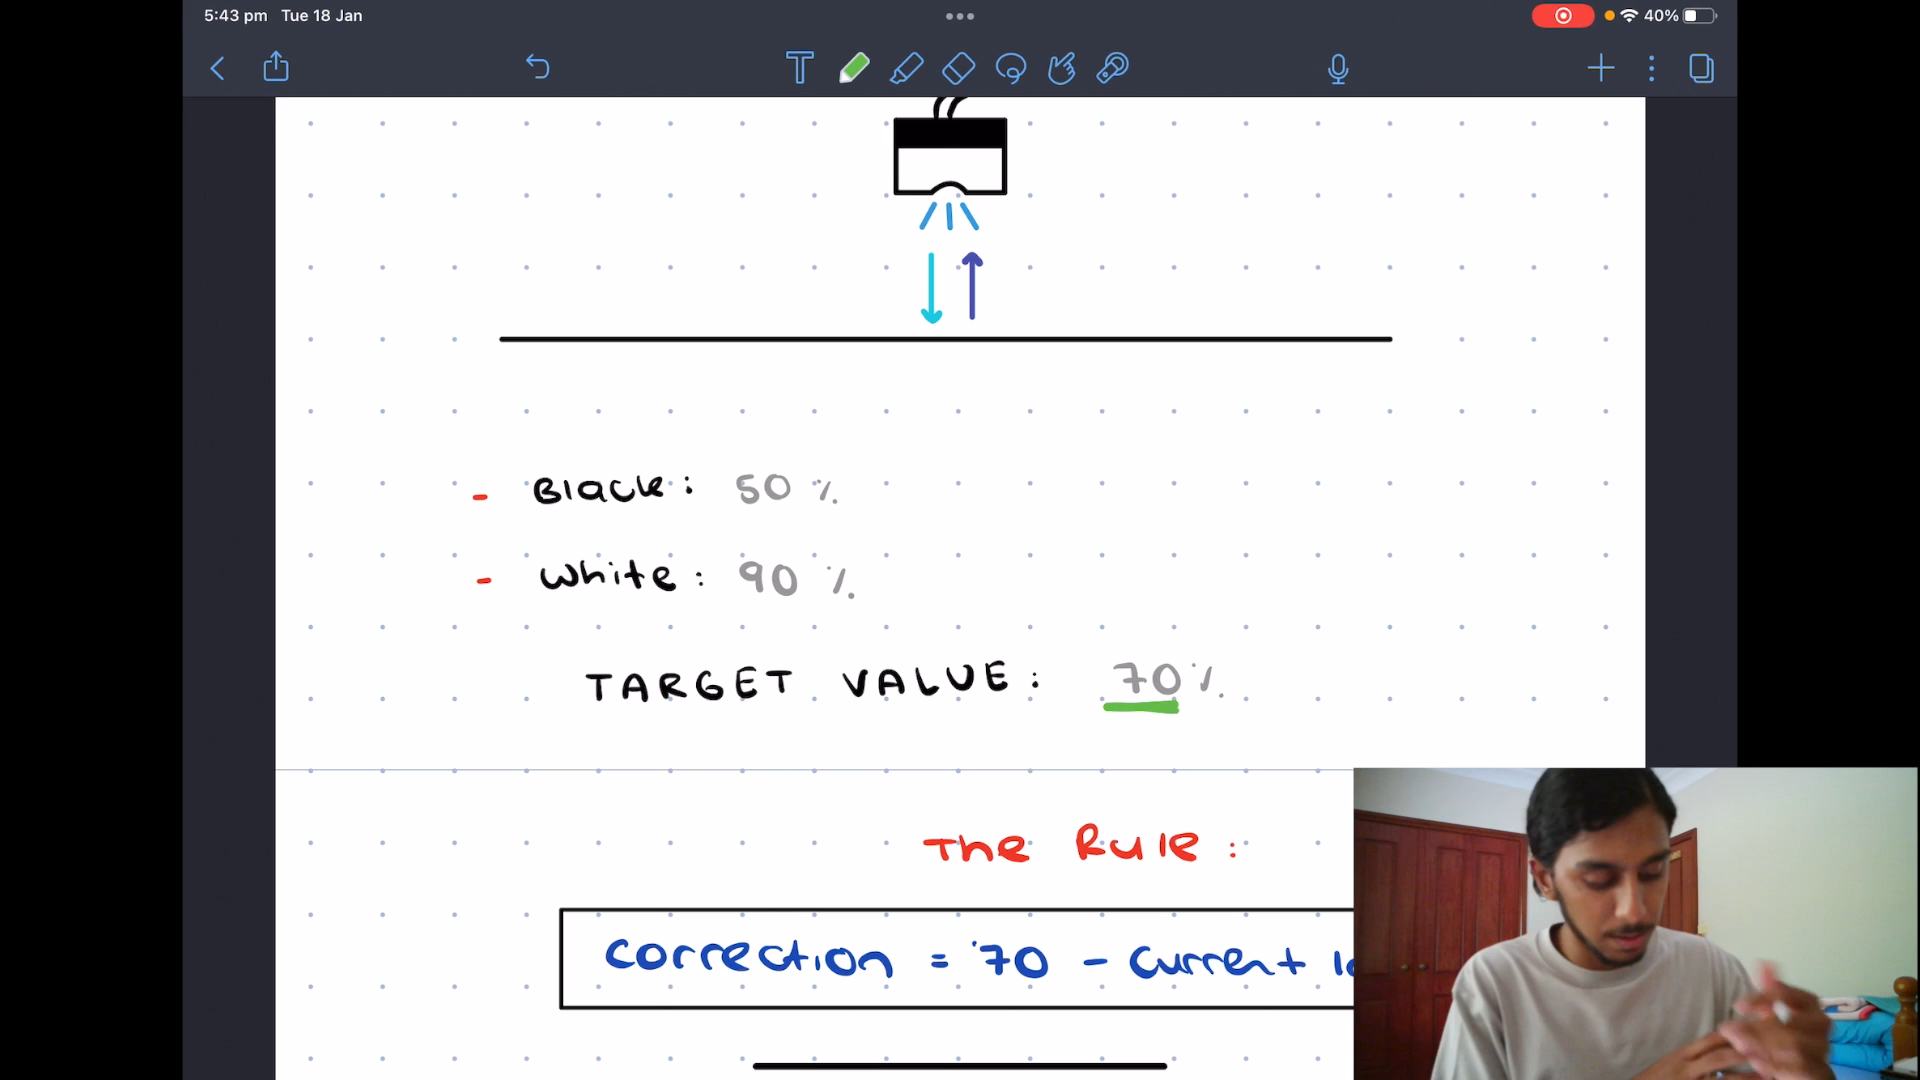 5:43 pm Tue 18 Jan
40%
T
- Black: 50 %
- White: 90 %
TARGET VALUE: 70%
The Rule:
correction = 70 - current